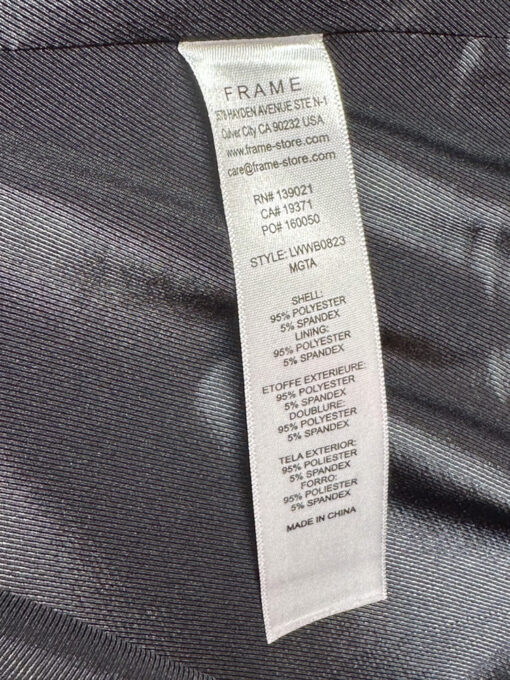 FRAME
HAYDEN AVENUE STE N-1
Culver City CA 90232 USA
www.frame-store.com
care@frame-store.com
RN# 139021
CA# 19371
PO# 160050
STYLE: LWWB0823
MGTA
SHELL:
95% POLYESTER
5% SPANDEX
LINING:
95% POLYESTER
5% SPANDEX
ETOFFE EXTERIEURE:
95% POLYESTER
5% SPANDEX
DOUBLURE:
95% POLYESTER
5% SPANDEX
TELA EXTERIOR:
95% POLIESTER
5% SPANDEX
FORRO:
95% POLIESTER
5% SPANDEX
MADE IN CHINA